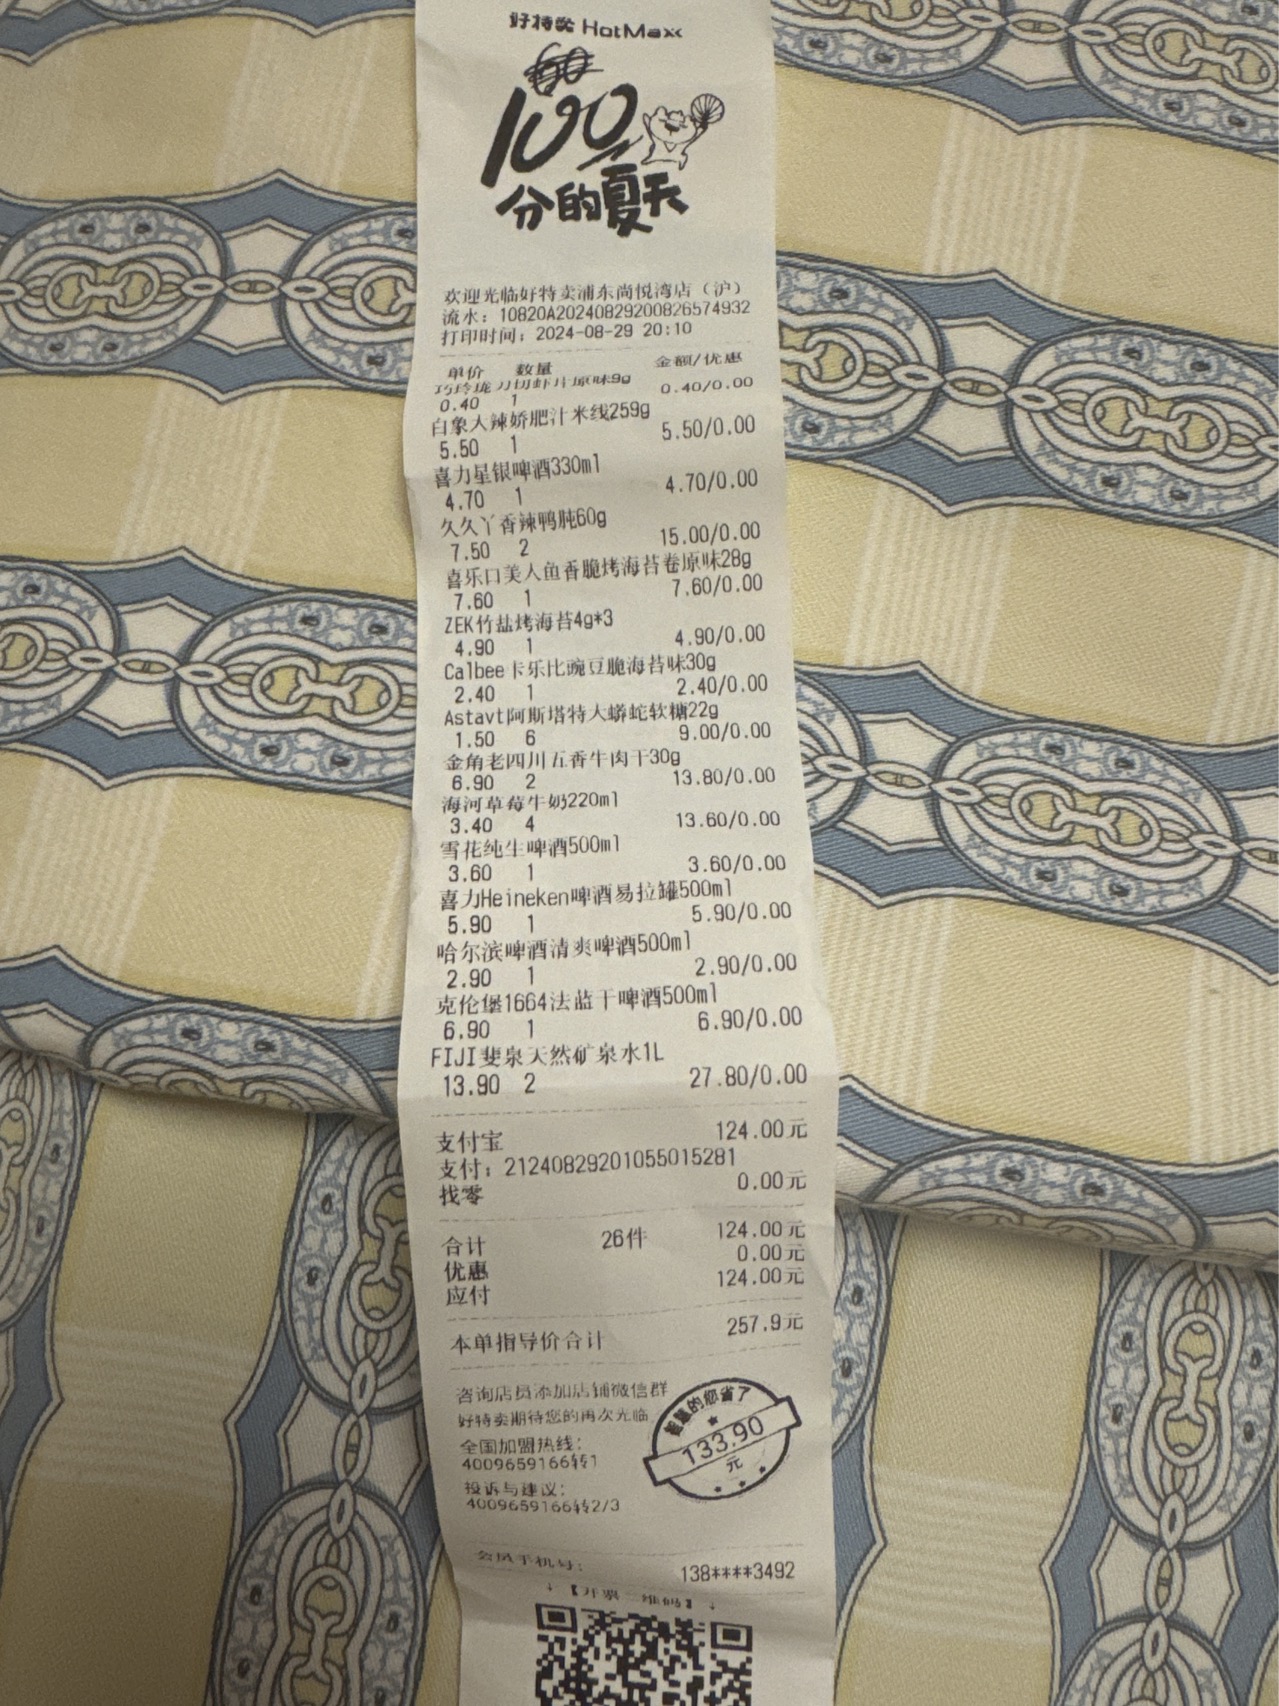 好特卖 HotMaxx
60
100
分的夏天
欢迎光临好特卖浦东尚悦湾店（沪）
流水：10820A20240829200826574932
打印时间：2024-08-29 20:10
单价 数量 金额/优惠
巧玲珑刀切虾片原味9g
0.40 1 0.40/0.00
白象大辣娇肥汁米线259g
5.50 1 5.50/0.00
喜力星银啤酒330ml
4.70 1 4.70/0.00
久久丫香辣鸭肫60g
7.50 2 15.00/0.00
喜乐口美人鱼香脆烤海苔卷原味28g
7.60 1 7.60/0.00
ZEK竹盐烤海苔4g*3
4.90 1 4.90/0.00
Calbee卡乐比豌豆脆海苔味30g
2.40 1 2.40/0.00
Astavt阿斯塔特大蟒蛇软糖22g
1.50 6 9.00/0.00
金角老四川五香牛肉干30g
6.90 2 13.80/0.00
海河草莓牛奶220ml
3.40 4 13.60/0.00
雪花纯生啤酒500ml
3.60 1 3.60/0.00
喜力Heineken啤酒易拉罐500ml
5.90 1 5.90/0.00
哈尔滨啤酒清爽啤酒500ml
2.90 1 2.90/0.00
克伦堡1664法蓝干啤酒500ml
6.90 1 6.90/0.00
FIJI斐泉天然矿泉水1L
13.90 2 27.80/0.00
支付宝 124.00元
支付：21240829201055015281
找零 0.00元
合计 26件 124.00元
优惠 0.00元
应付 124.00元
本单指导价合计 257.9元
咨询店员添加店铺微信群
好特卖期待您的再次光临
全国加盟热线：
4009659166转1
投诉与建议：
4009659166转2/3
智慧的您省了
133.90
元
会员手机号： 138****3492
↓【开票二维码】↓